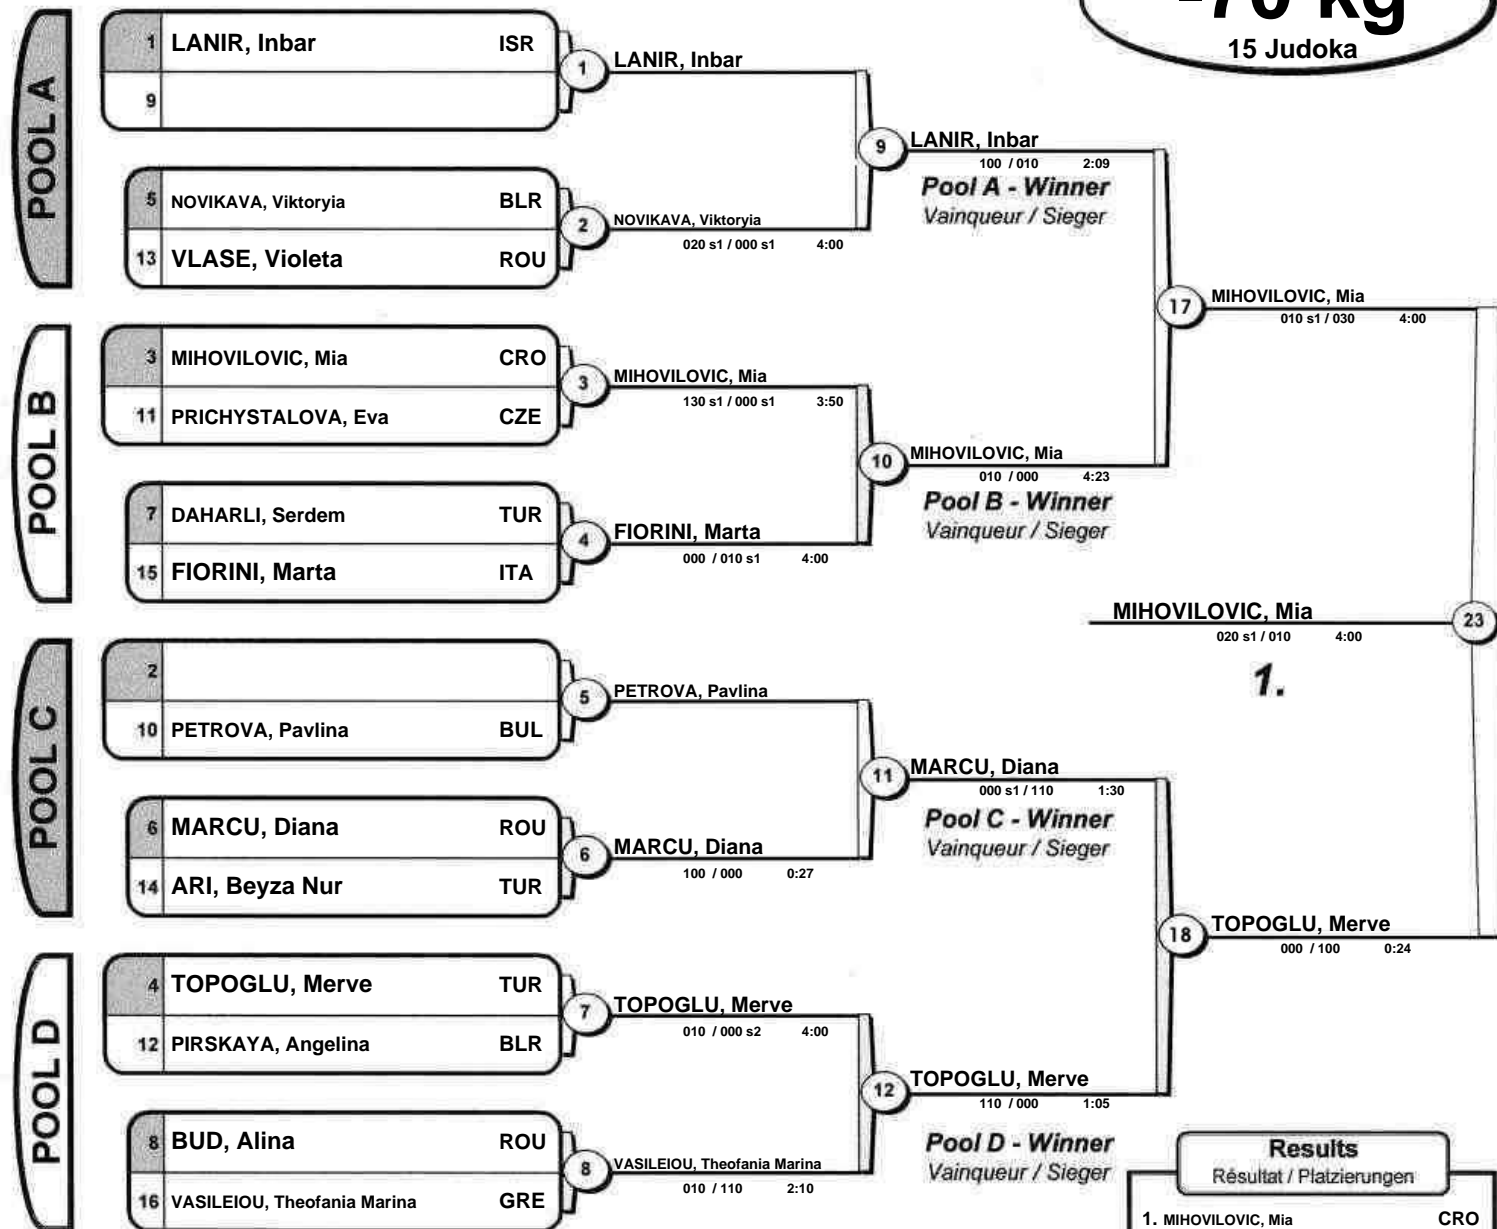 -70 kg
15 Judoka
POOL A
1 LANIR, Inbar ISR
9
1 LANIR, Inbar
5 NOVIKAVA, Viktoryia BLR
13 VLASE, Violeta ROU
2 NOVIKAVA, Viktoryia
020 s1 / 000 s1 4:00
9 LANIR, Inbar
100 / 010 2:09
Pool A - Winner
Vainqueur / Sieger
POOL B
3 MIHOVILOVIC, Mia CRO
11 PRICHYSTALOVA, Eva CZE
3 MIHOVILOVIC, Mia
130 s1 / 000 s1 3:50
7 DAHARLI, Serdem TUR
15 FIORINI, Marta ITA
4 FIORINI, Marta
000 / 010 s1 4:00
10 MIHOVILOVIC, Mia
010 / 000 4:23
Pool B - Winner
Vainqueur / Sieger
17 MIHOVILOVIC, Mia
010 s1 / 030 4:00
MIHOVILOVIC, Mia 23
020 s1 / 010 4:00
1.
POOL C
2
10 PETROVA, Pavlina BUL
5 PETROVA, Pavlina
6 MARCU, Diana ROU
14 ARI, Beyza Nur TUR
6 MARCU, Diana
100 / 000 0:27
11 MARCU, Diana
000 s1 / 110 1:30
Pool C - Winner
Vainqueur / Sieger
POOL D
4 TOPOGLU, Merve TUR
12 PIRSKAYA, Angelina BLR
7 TOPOGLU, Merve
010 / 000 s2 4:00
8 BUD, Alina ROU
16 VASILEIOU, Theofania Marina GRE
8 VASILEIOU, Theofania Marina
010 / 110 2:10
12 TOPOGLU, Merve
110 / 000 1:05
Pool D - Winner
Vainqueur / Sieger
18 TOPOGLU, Merve
000 / 100 0:24
Results
Résultat / Platzierungen
1. MIHOVILOVIC, Mia CRO